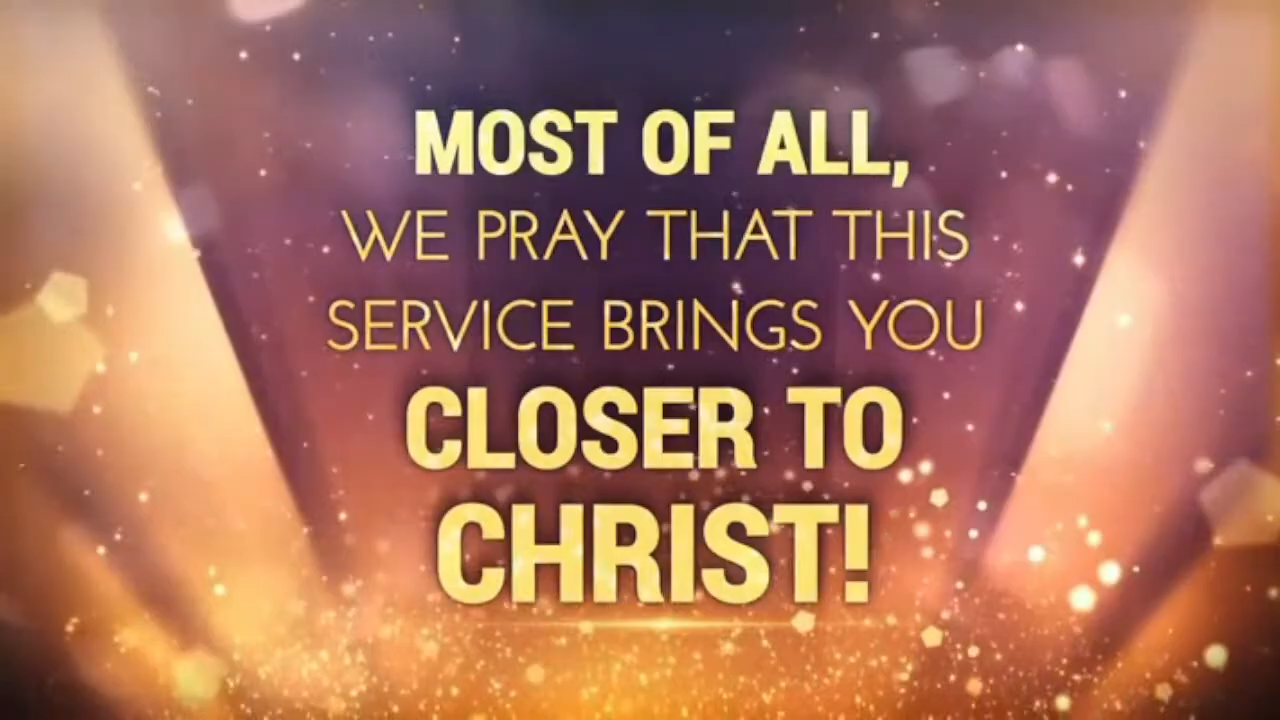 MOST OF ALL,
WE PRAY THAT THIS
SERVICE BRINGS YOU
CLOSER TO
CHRIST!